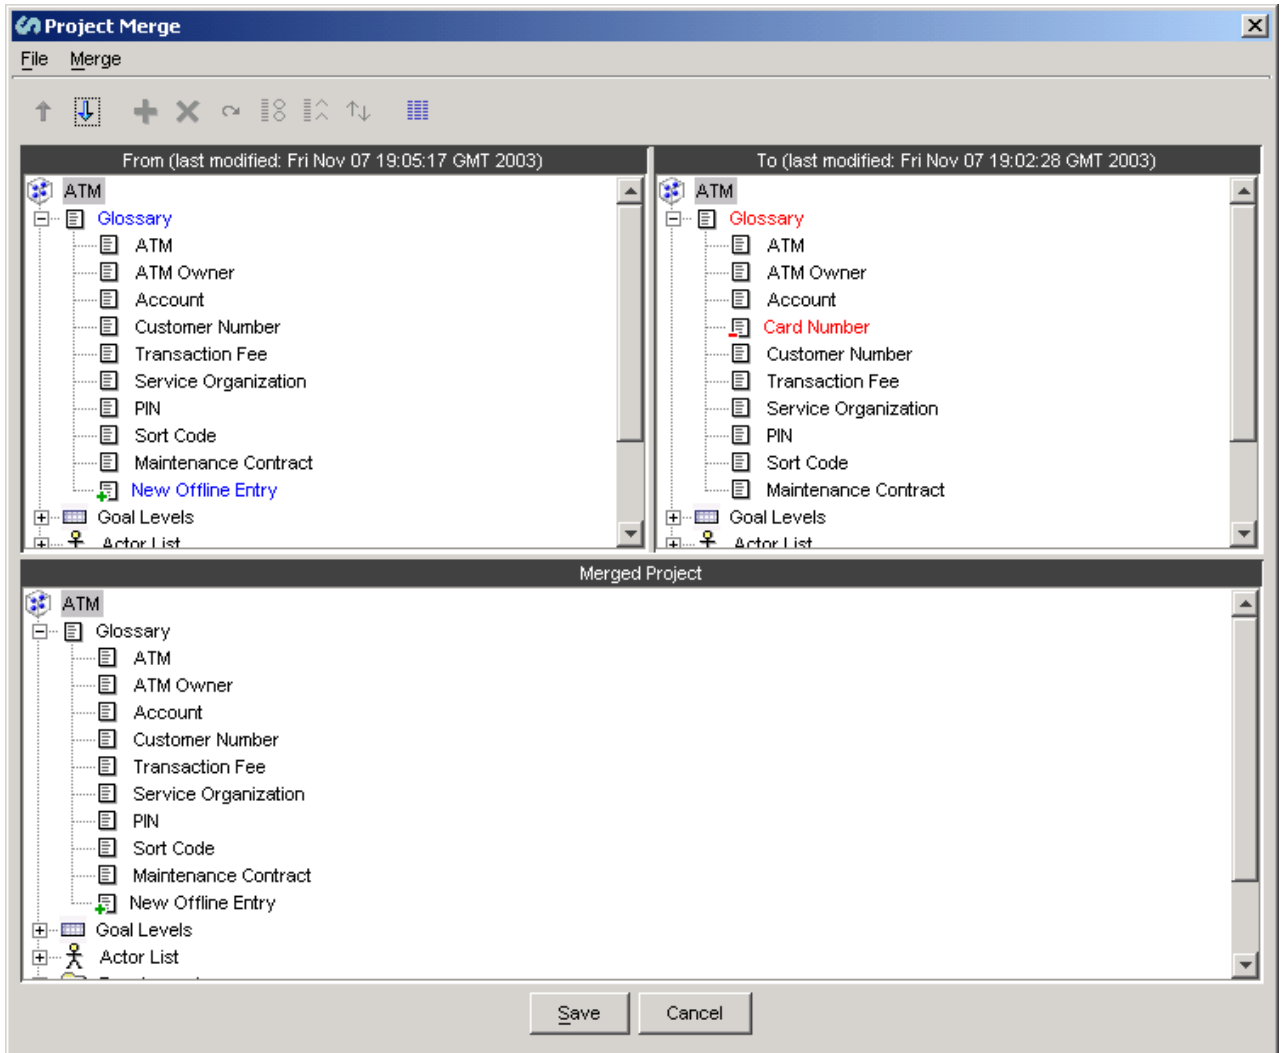 Project Merge
File Merge
From (last modified: Fri Nov 07 19:05:17 GMT 2003)
ATM
Glossary
ATM
ATM Owner
Account
Customer Number
Transaction Fee
Service Organization
PIN
Sort Code
Maintenance Contract
New Offline Entry
Goal Levels
Actor List
To (last modified: Fri Nov 07 19:02:28 GMT 2003)
ATM
Glossary
ATM
ATM Owner
Account
Card Number
Customer Number
Transaction Fee
Service Organization
PIN
Sort Code
Maintenance Contract
Goal Levels
Actor List
Merged Project
ATM
Glossary
ATM
ATM Owner
Account
Customer Number
Transaction Fee
Service Organization
PIN
Sort Code
Maintenance Contract
New Offline Entry
Goal Levels
Actor List
Save Cancel